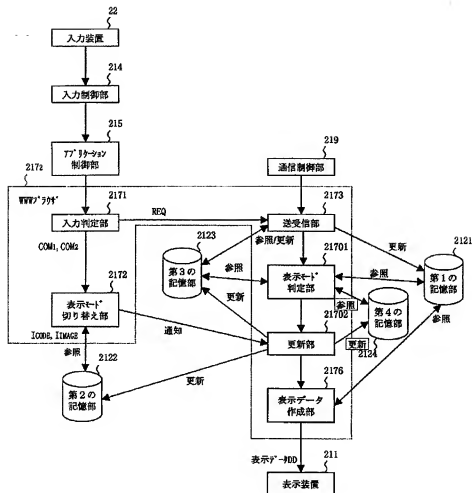 22
入力装置
214
入力制御部
215
アプリケーション
制御部
219
通信制御部
217z
WWWブラウザ
2171
入力判定部
REQ
2173
送受信部
COM1, COM2
2123
第3の
記憶部
参照/更新
更新
2121
第1の
記憶部
21701
参照
表示モード
判定部
参照
2172
表示モード
切り替え部
更新
参照
第4の
記憶部
2124
21702
通知
更新部
更新
参照
ICODE, IIMAGE
参照
2122
第2の
記憶部
更新
2176
表示データ
作成部
表示データDD
211
表示装置